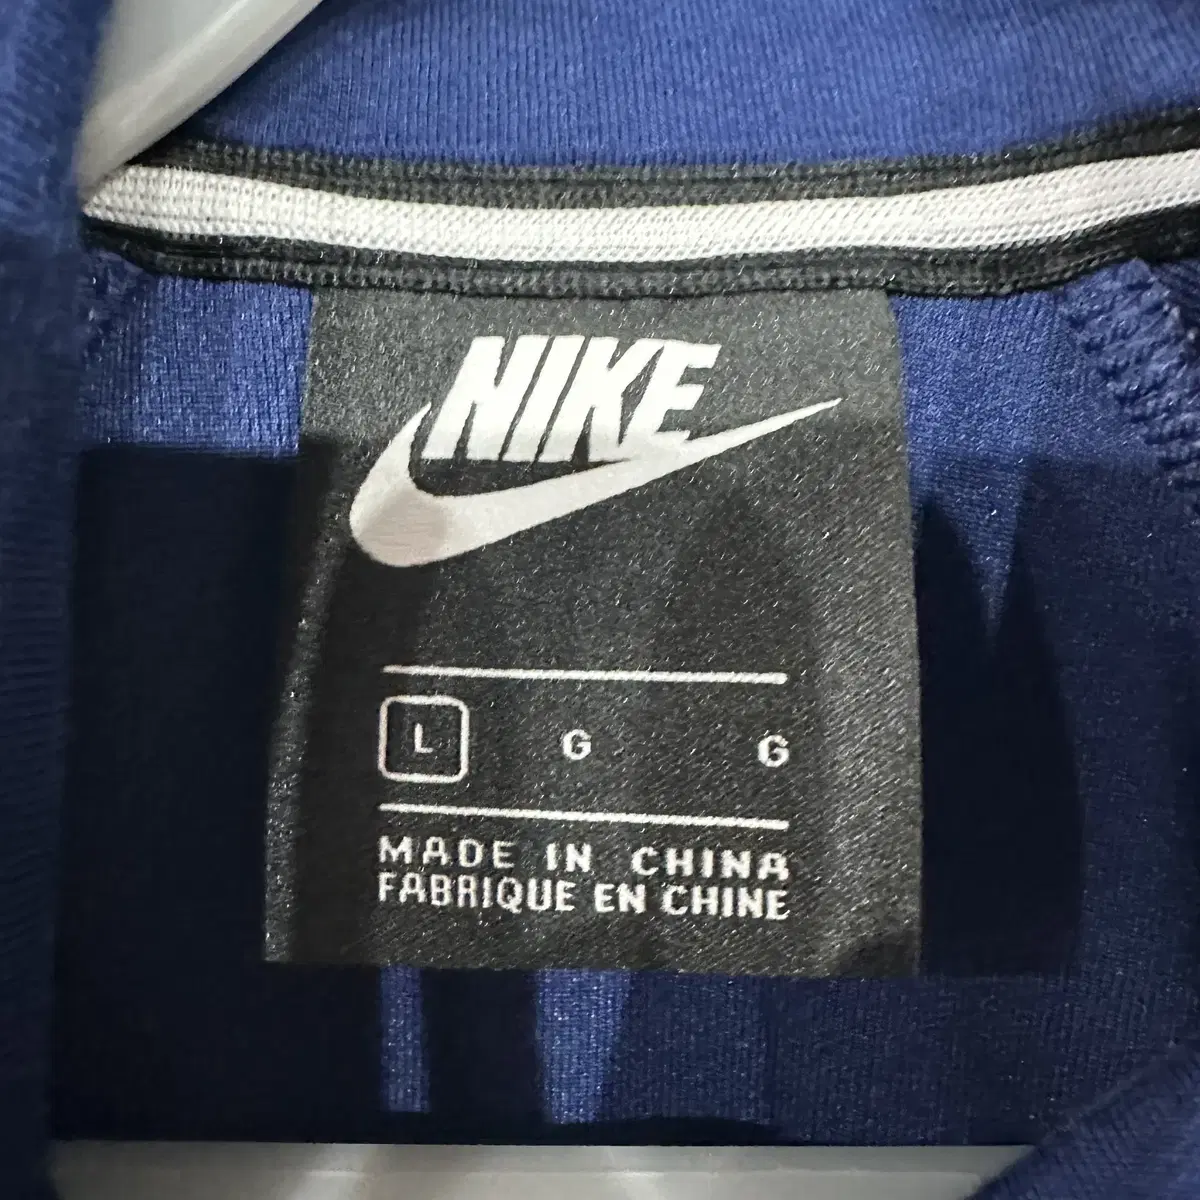 NIKE
L G G
MADE IN CHINA
FABRIQUE EN CHINE